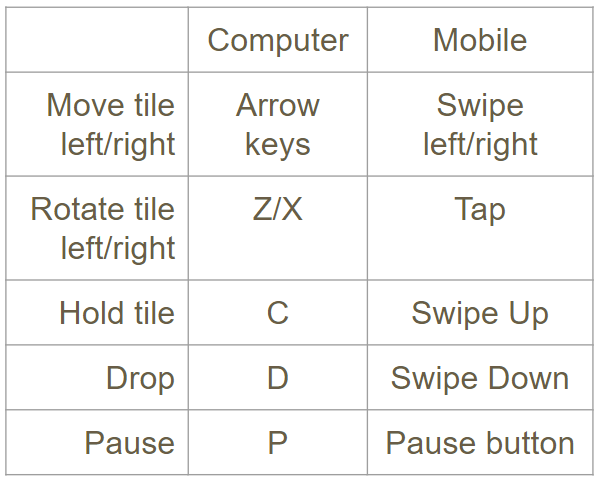 Computer Mobile
Move tile Arrow Swipe
left/right keys left/right
Rotate tile Z/X Tap
left/right
Hold tile C Swipe Up
Drop D Swipe Down
Pause P Pause button